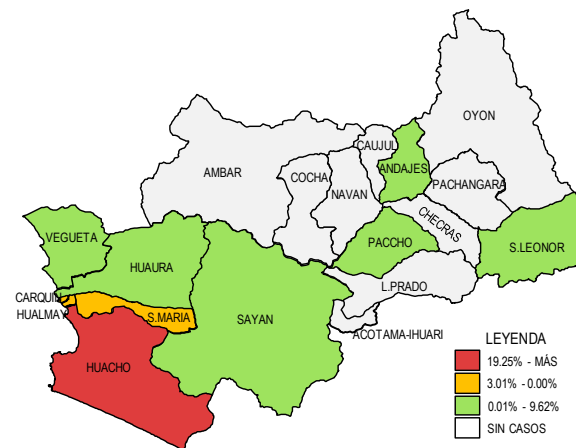 OYON
CAUJUL
ANDAJES
AMBAR
COCHA
NAVAN
PACHANGARA
CHECRAS
VEGUETA
HUAURA
PACCHO
S.LEONOR
L.PRADO
CARQUIN
HUALMAY
S.MARIA
SAYAN
ACOTAMA-IHUARI
HUACHO
LEYENDA
19.25% - MÁS
3.01% - 0.00%
0.01% - 9.62%
SIN CASOS